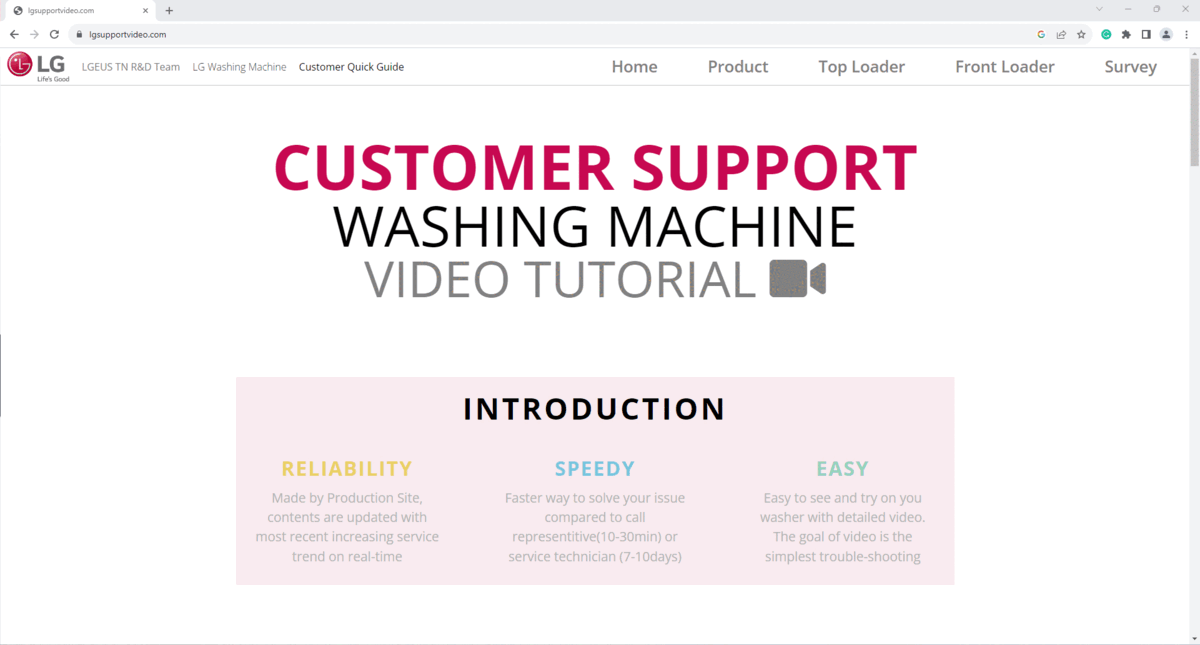 lgsupportvideo.com
lgsupportvideo.com
LG
Life's Good
LGEUS TN R&D Team LG Washing Machine Customer Quick Guide
Home Product Top Loader Front Loader Survey
CUSTOMER SUPPORT
WASHING MACHINE
VIDEO TUTORIAL
INTRODUCTION
RELIABILITY
Made by Production Site,
contents are updated with
most recent increasing service
trend on real-time
SPEEDY
Faster way to solve your issue
compared to call
representitive(10-30min) or
service technician (7-10days)
EASY
Easy to see and try on you
washer with detailed video.
The goal of video is the
simplest trouble-shooting